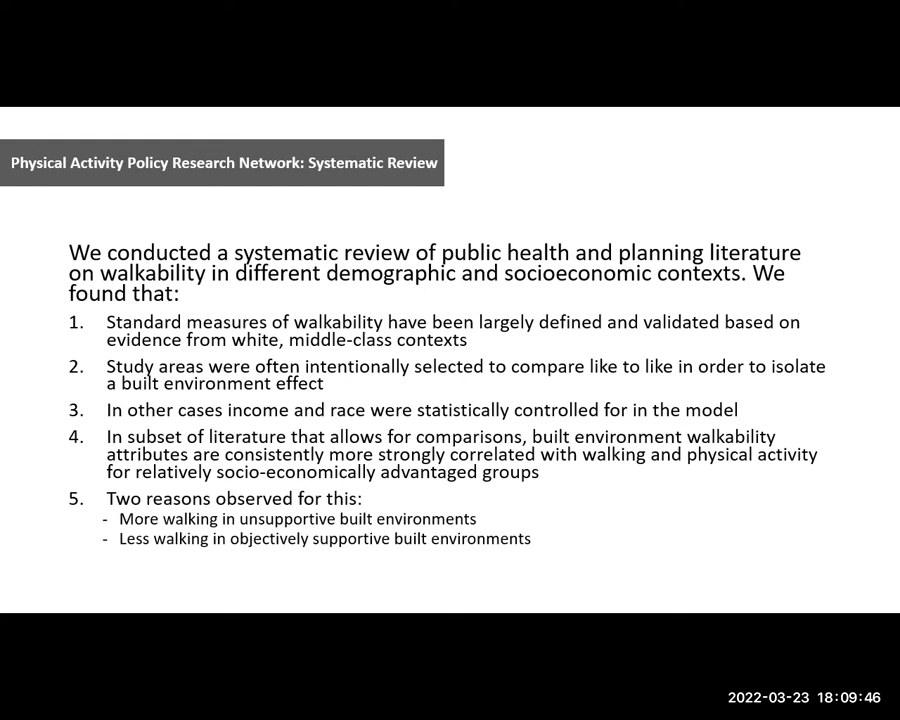 Physical Activity Policy Research Network: Systematic Review
We conducted a systematic review of public health and planning literature
on walkability in different demographic and socioeconomic contexts. We
found that:
1. Standard measures of walkability have been largely defined and validated based on
evidence from white, middle-class contexts
2. Study areas were often intentionally selected to compare like to like in order to isolate
a built environment effect
3. In other cases income and race were statistically controlled for in the model
4. In subset of literature that allows for comparisons, built environment walkability
attributes are consistently more strongly correlated with walking and physical activity
for relatively socio-economically advantaged groups
5. Two reasons observed for this:
- More walking in unsupportive built environments
- Less walking in objectively supportive built environments
2022-03-23 18:09:46